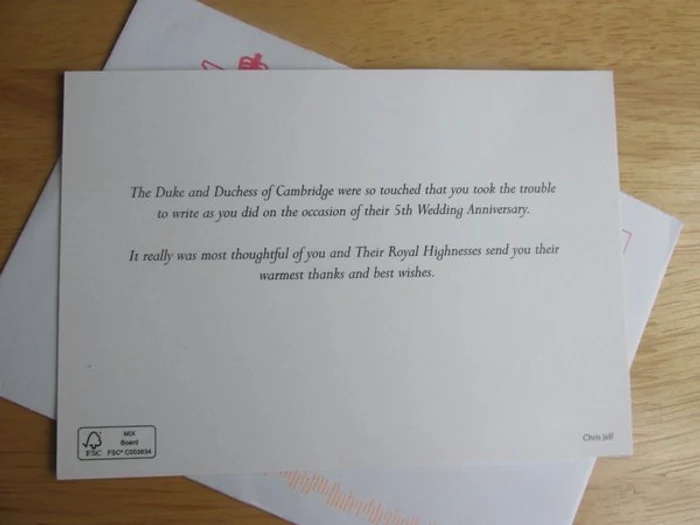 The Duke and Duchess of Cambridge were so touched that you took the trouble
to write as you did on the occasion of their 5th Wedding Anniversary.
It really was most thoughtful of you and Their Royal Highnesses send you their
warmest thanks and best wishes.
MIX
Board
FSC FSC® C003634
Chris Jelf